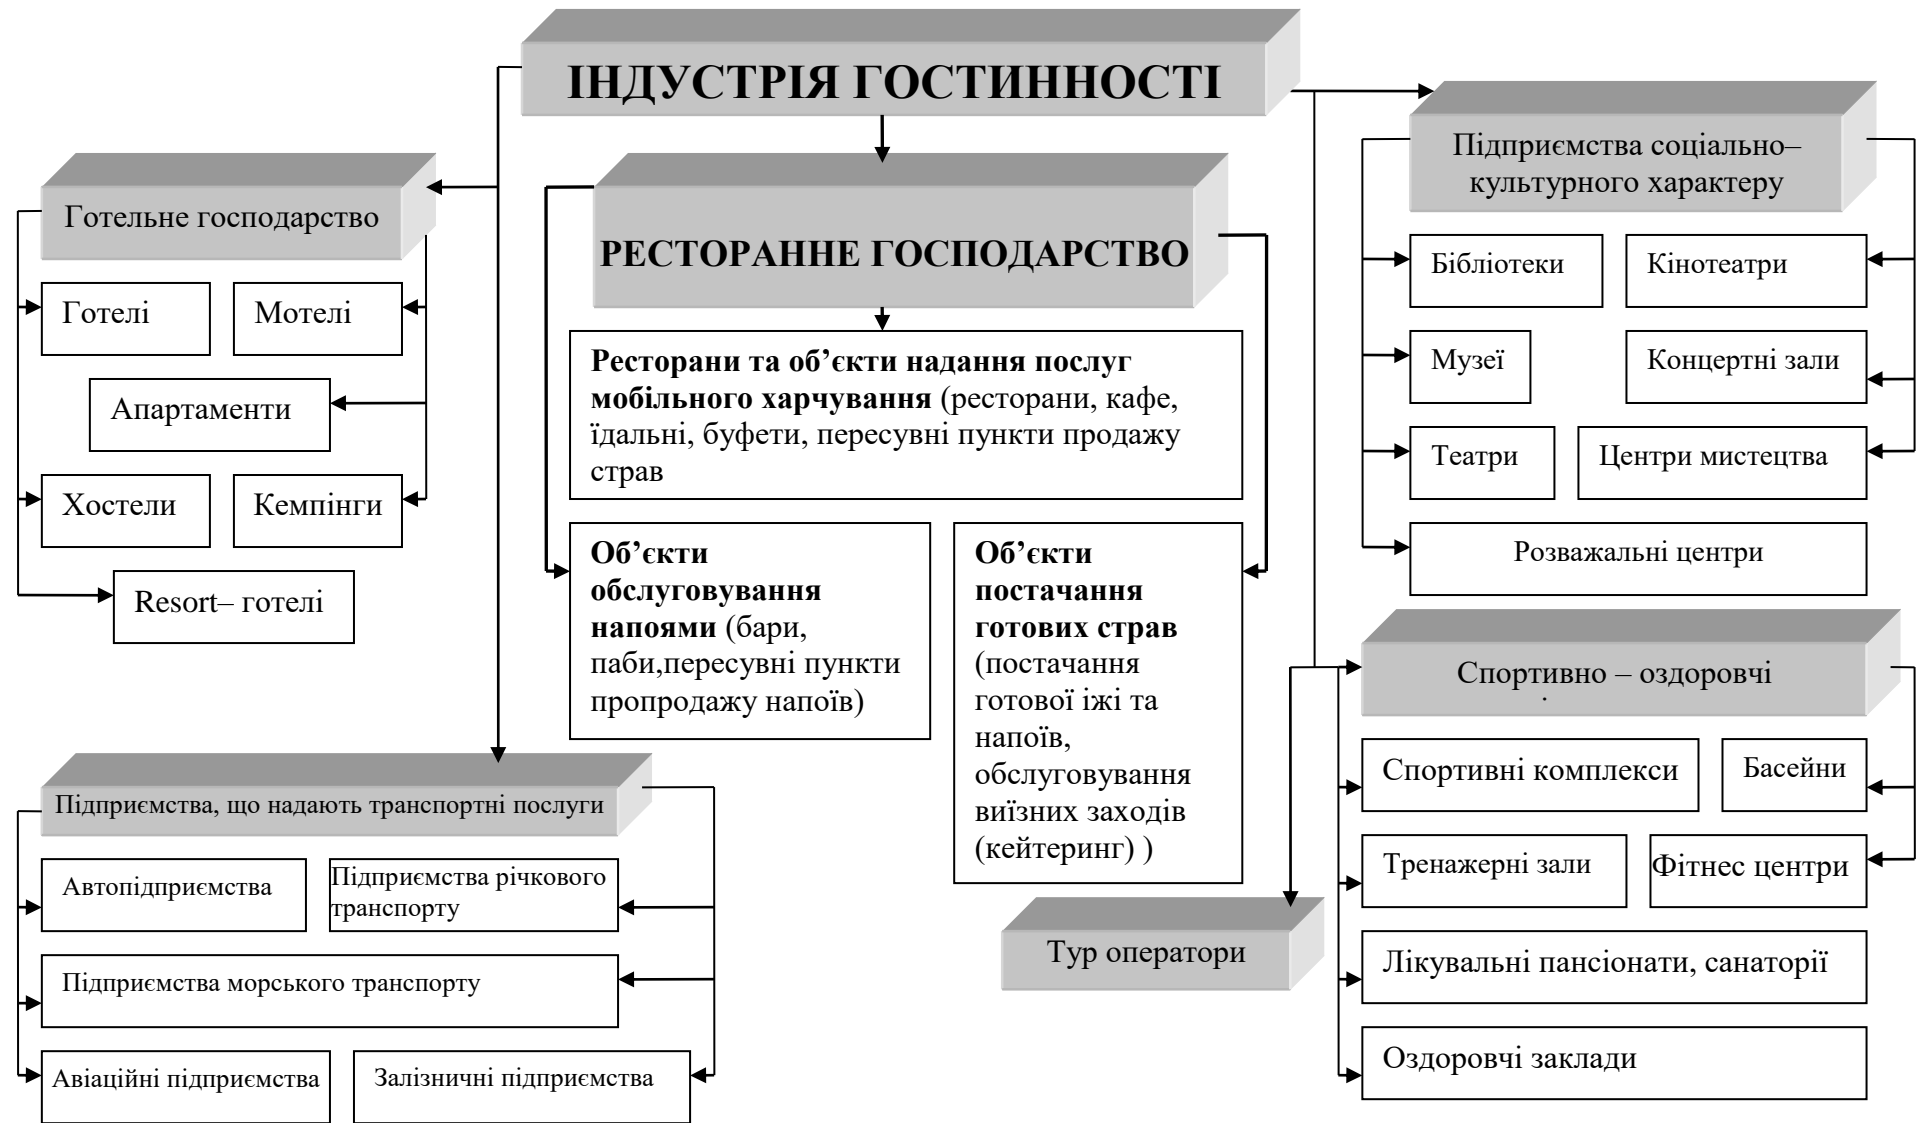 ІНДУСТРІЯ ГОСТИННОСТІ
Готельне господарство
Готелі
Мотелі
Апартаменти
Хостели
Кемпінги
Resort– готелі
РЕСТОРАННЕ ГОСПОДАРСТВО
Ресторани та об’єкти надання послуг
мобільного харчування (ресторани, кафе,
їдальні, буфети, пересувні пункти продажу
страв
Об’єкти
обслуговування
напоями (бари,
паби,пересувні пункти
пропродажу напоїв)
Об’єкти
постачання
готових страв
(постачання
готової іжі та
напоїв,
обслуговування
виїзних заходів
(кейтеринг) )
Підприємства соціально–
культурного характеру
Бібліотеки
Кінотеатри
Музеї
Концертні зали
Театри
Центри мистецтва
Розважальні центри
Спортивно – оздоровчі
Спортивні комплекси
Басейни
Тренажерні зали
Фітнес центри
Лікувальні пансіонати, санаторії
Оздоровчі заклади
Тур оператори
Підприємства, що надають транспортні послуги
Автопідприємства
Підприємства річкового
транспорту
Підприємства морського транспорту
Авіаційні підприємства
Залізничні підприємства